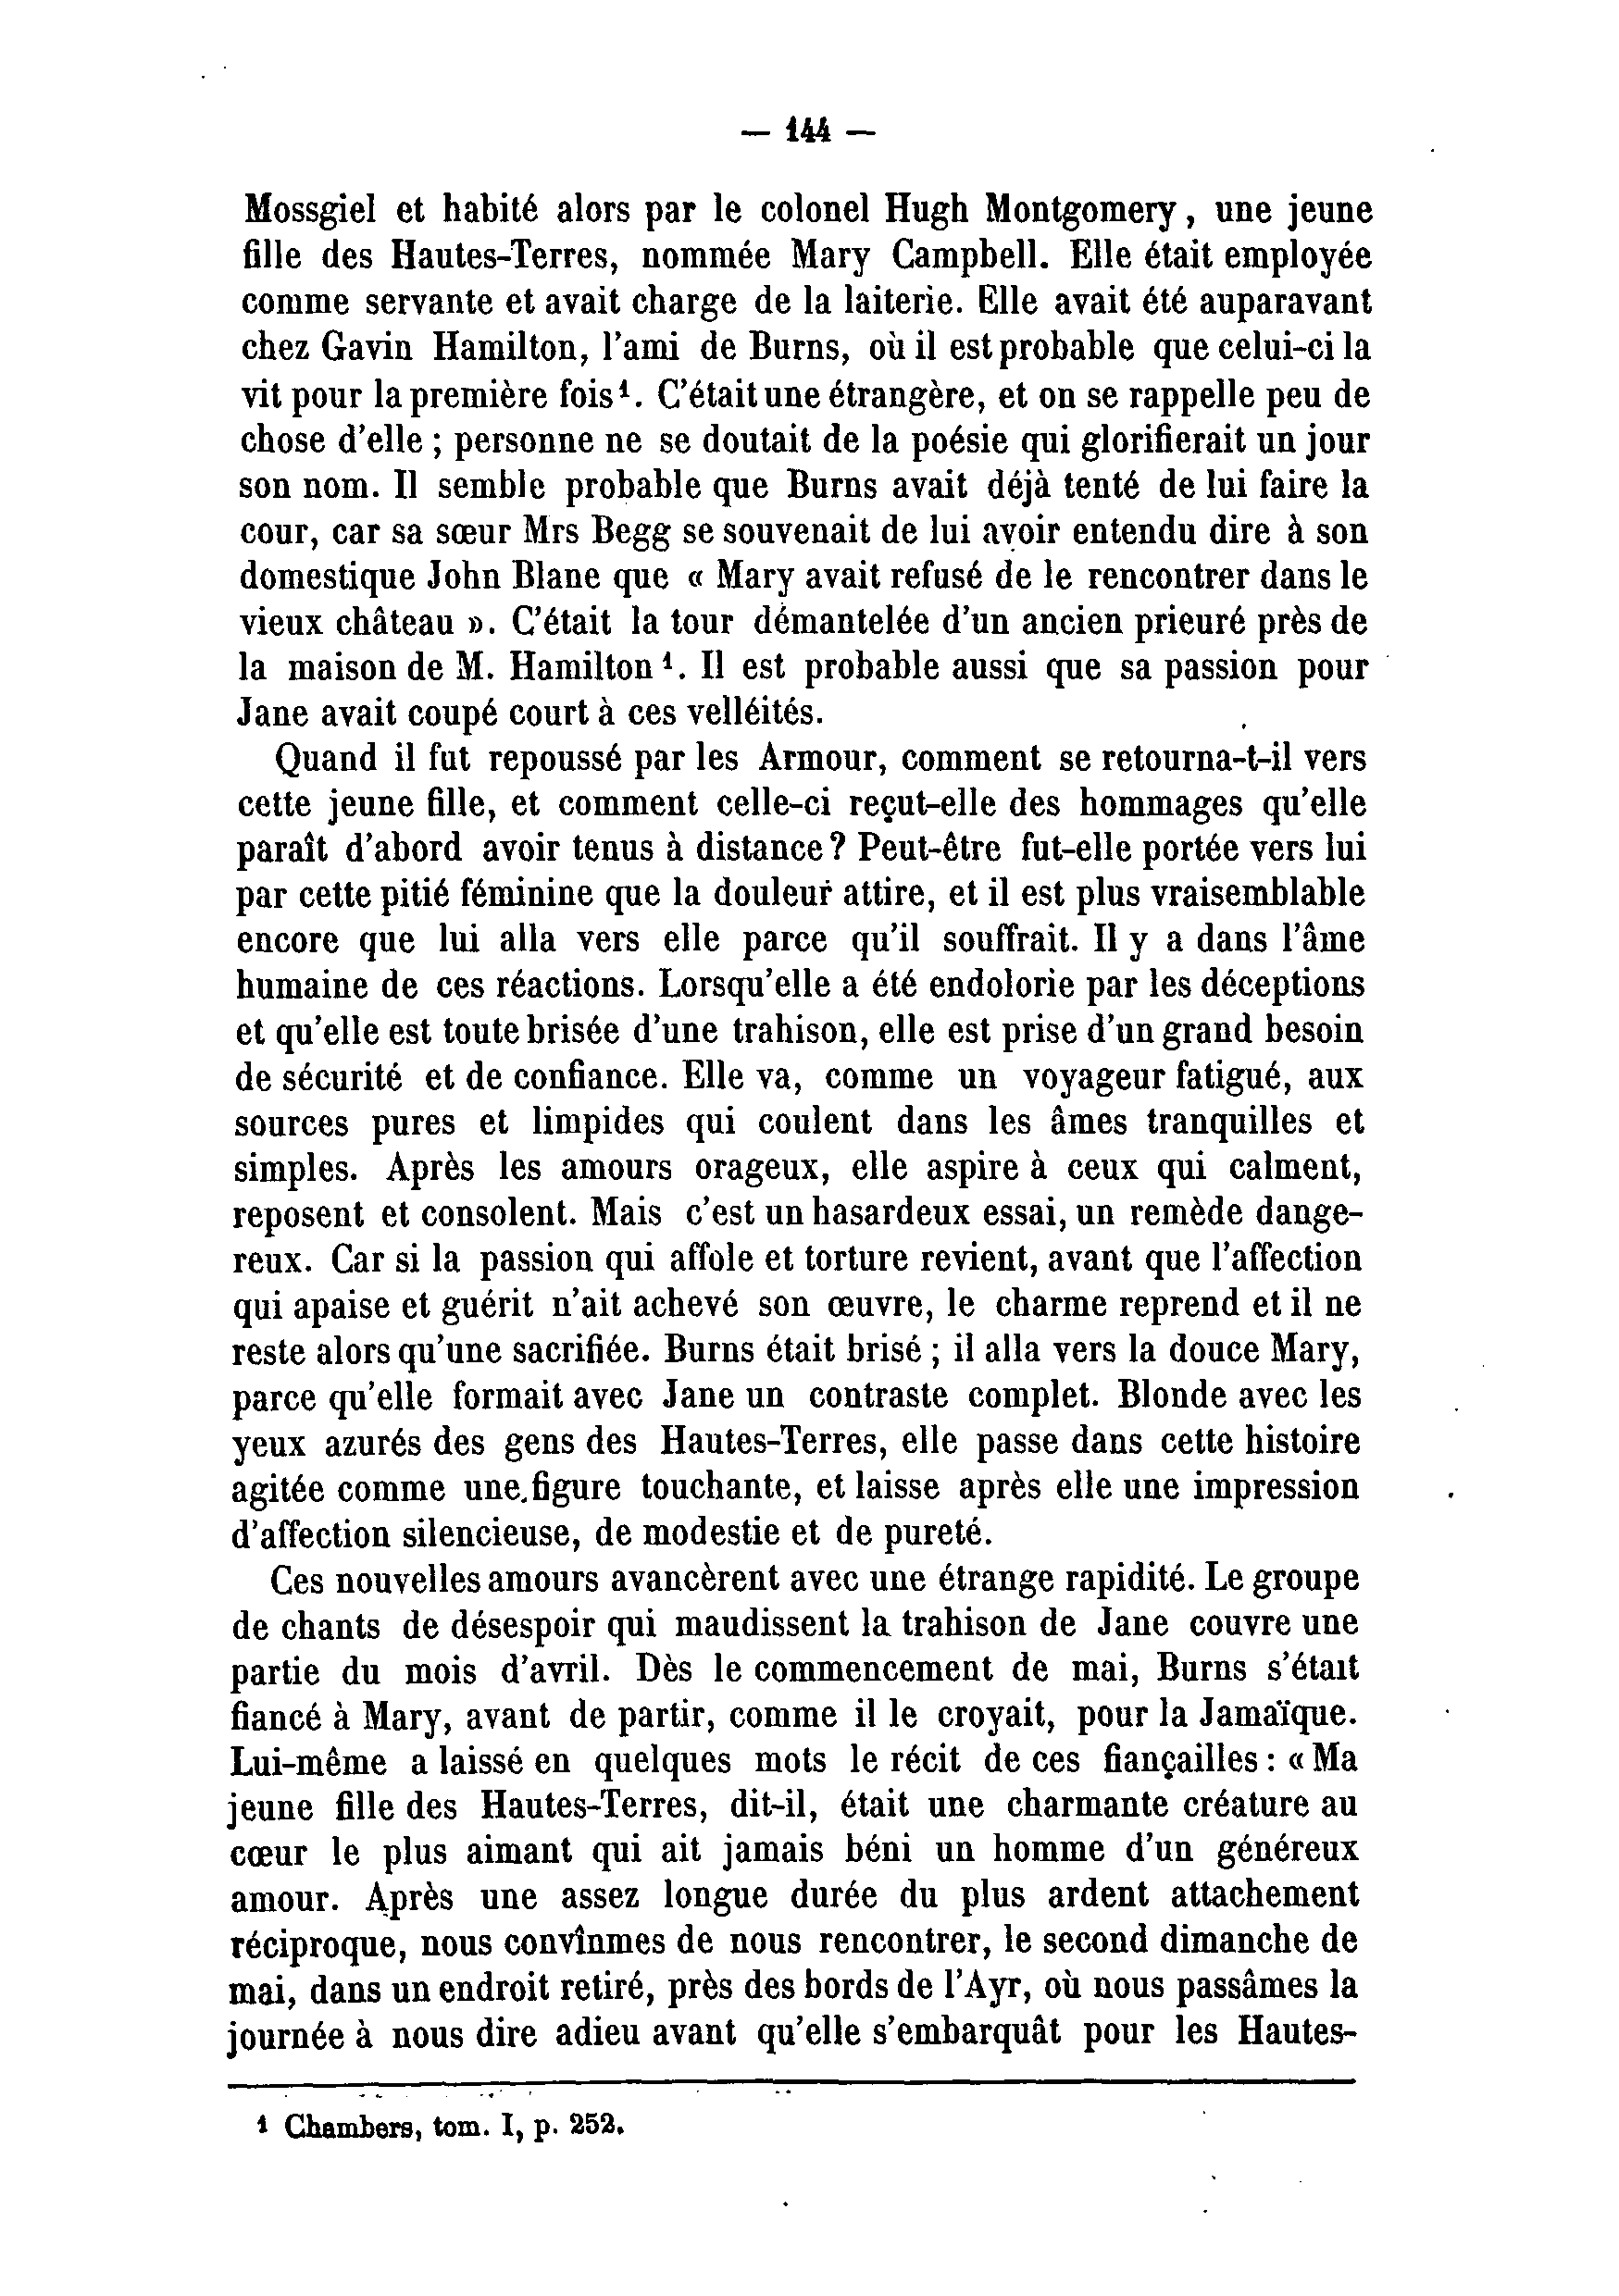 — 144 —
Mossgiel et habité alors par le colonel Hugh Montgomery, une jeune
fille des Hautes-Terres, nommée Mary Campbell. Elle était employée
comme servante et avait charge de la laiterie. Elle avait été auparavant
chez Gavin Hamilton, l'ami de Burns, où il est probable que celui-ci la
vit pour la première fois¹. C'était une étrangère, et on se rappelle peu de
chose d'elle ; personne ne se doutait de la poésie qui glorifierait un jour
son nom. Il semble probable que Burns avait déjà tenté de lui faire la
cour, car sa sœur Mrs Begg se souvenait de lui avoir entendu dire à son
domestique John Blane que « Mary avait refusé de le rencontrer dans le
vieux château ». C'était la tour démantelée d'un ancien prieuré près de
la maison de M. Hamilton ¹. Il est probable aussi que sa passion pour
Jane avait coupé court à ces velléités.
Quand il fut repoussé par les Armour, comment se retourna-t-il vers
cette jeune fille, et comment celle-ci reçut-elle des hommages qu'elle
paraît d'abord avoir tenus à distance ? Peut-être fut-elle portée vers lui
par cette pitié féminine que la douleur attire, et il est plus vraisemblable
encore que lui alla vers elle parce qu'il souffrait. Il y a dans l'âme
humaine de ces réactions. Lorsqu'elle a été endolorie par les déceptions
et qu'elle est toute brisée d'une trahison, elle est prise d'un grand besoin
de sécurité et de confiance. Elle va, comme un voyageur fatigué, aux
sources pures et limpides qui coulent dans les âmes tranquilles et
simples. Après les amours orageux, elle aspire à ceux qui calment,
reposent et consolent. Mais c'est un hasardeux essai, un remède dange-
reux. Car si la passion qui affole et torture revient, avant que l'affection
qui apaise et guérit n'ait achevé son œuvre, le charme reprend et il ne
reste alors qu'une sacrifiée. Burns était brisé ; il alla vers la douce Mary,
parce qu'elle formait avec Jane un contraste complet. Blonde avec les
yeux azurés des gens des Hautes-Terres, elle passe dans cette histoire
agitée comme une figure touchante, et laisse après elle une impression
d'affection silencieuse, de modestie et de pureté.
Ces nouvelles amours avancèrent avec une étrange rapidité. Le groupe
de chants de désespoir qui maudissent la trahison de Jane couvre une
partie du mois d'avril. Dès le commencement de mai, Burns s'était
fiancé à Mary, avant de partir, comme il le croyait, pour la Jamaïque.
Lui-même a laissé en quelques mots le récit de ces fiançailles : « Ma
jeune fille des Hautes-Terres, dit-il, était une charmante créature au
cœur le plus aimant qui ait jamais béni un homme d'un généreux
amour. Après une assez longue durée du plus ardent attachement
réciproque, nous convînmes de nous rencontrer, le second dimanche de
mai, dans un endroit retiré, près des bords de l'Ayr, où nous passâmes la
journée à nous dire adieu avant qu'elle s'embarquât pour les Hautes-
¹ Chambers, tom. I, p. 252.